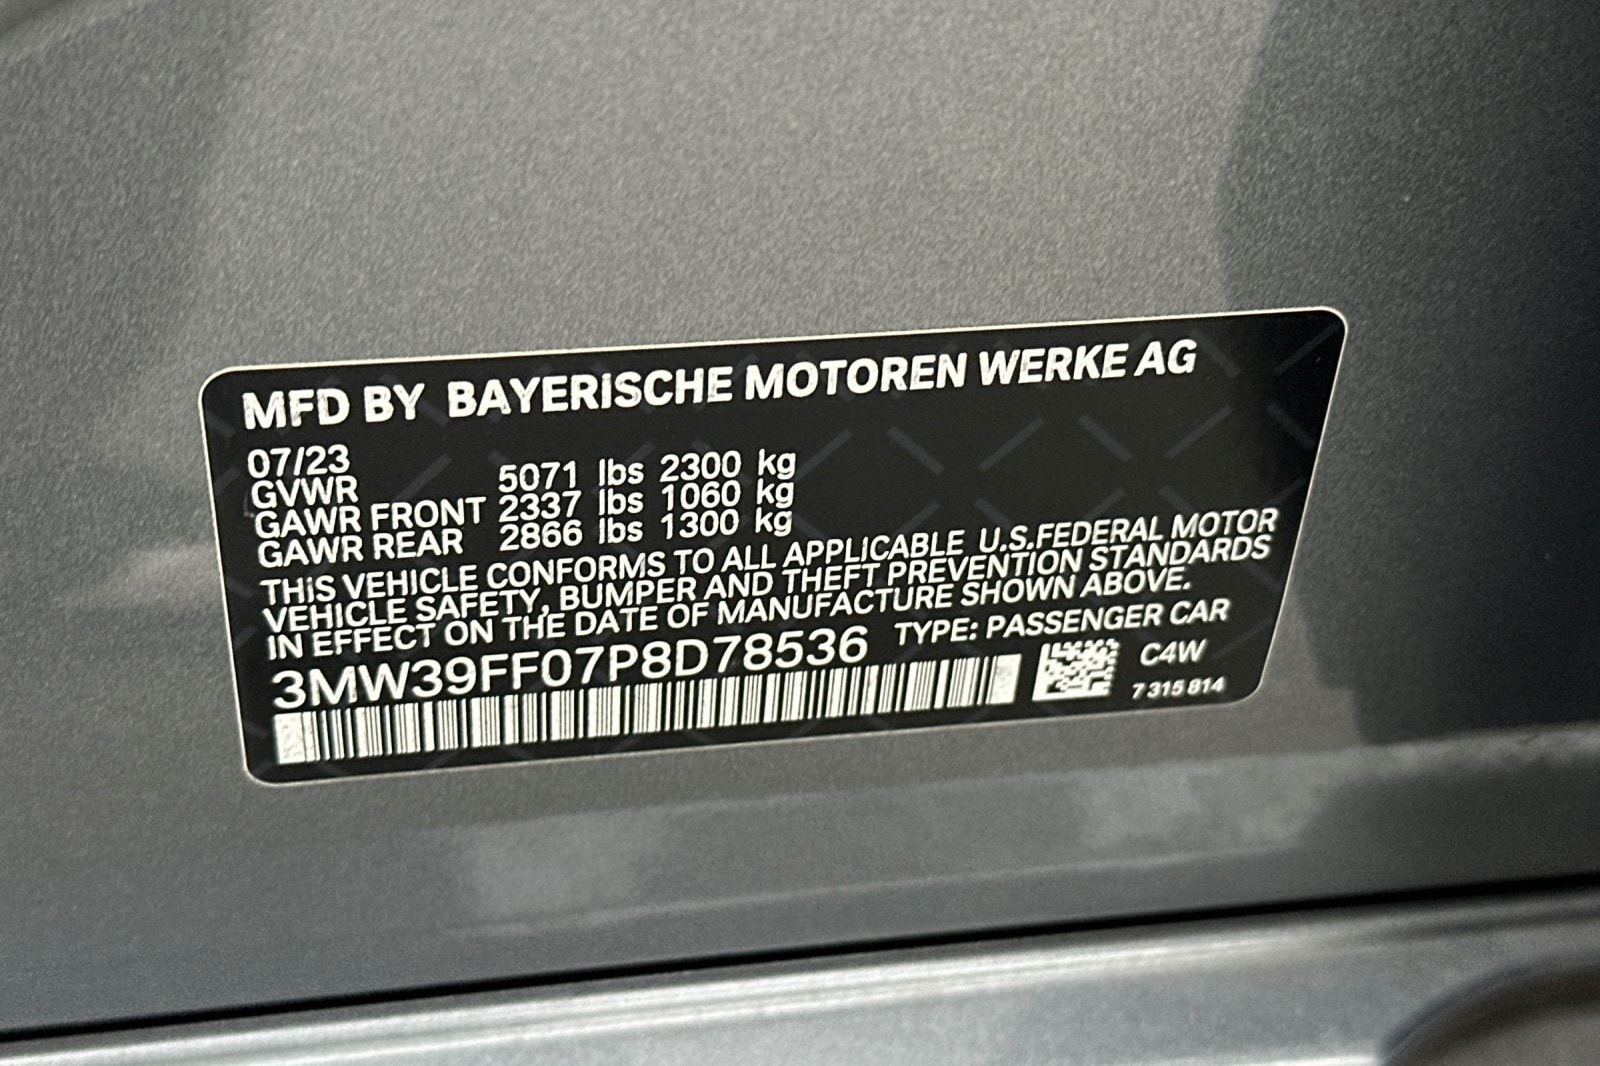 MFD BY BAYERISCHE MOTOREN WERKE AG
07/23
GVWR 5071 lbs 2300 kg
GAWR FRONT 2337 lbs 1060 kg
GAWR REAR 2866 lbs 1300 kg
THIS VEHICLE CONFORMS TO ALL APPLICABLE U.S.FEDERAL MOTOR
VEHICLE SAFETY, BUMPER AND THEFT PREVENTION STANDARDS
IN EFFECT ON THE DATE OF MANUFACTURE SHOWN ABOVE.
3MW39FF07P8D78536 TYPE: PASSENGER CAR
C4W
7 315 814